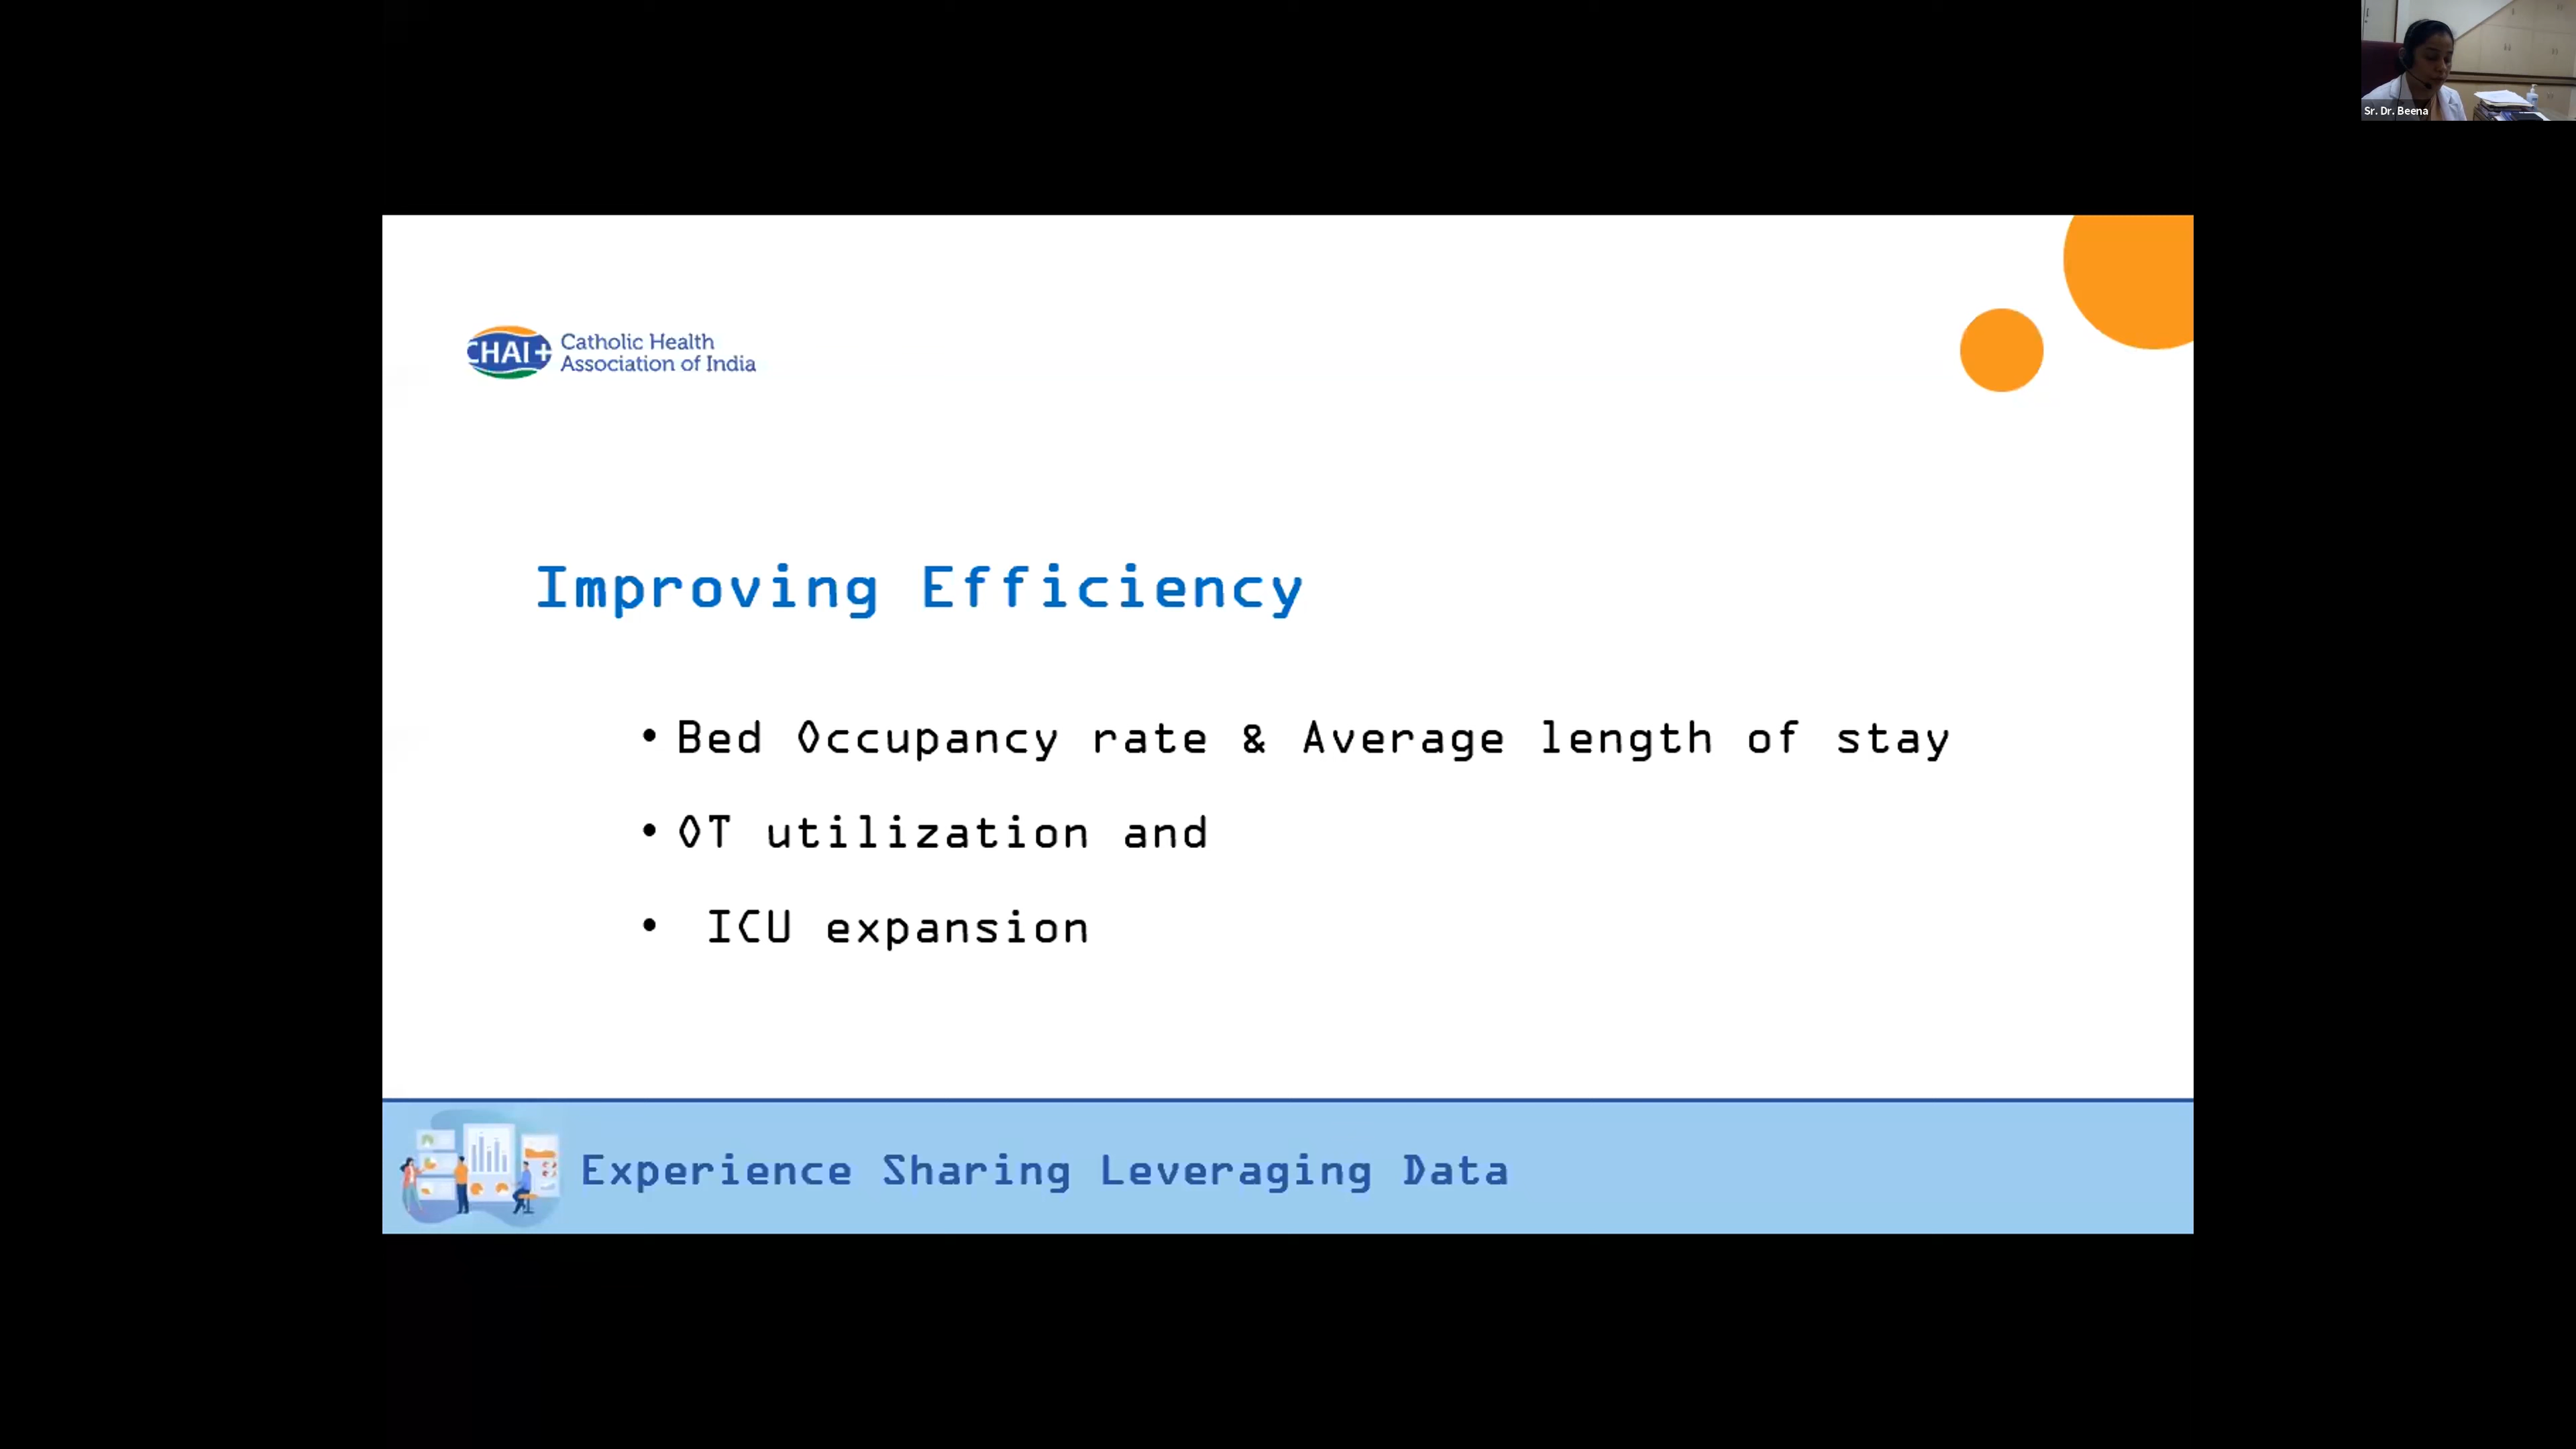 Sr. Dr. Beena
CHAI+
Catholic Health
Association of India
Improving Efficiency
• Bed Occupancy rate & Average length of stay
• OT utilization and
• ICU expansion
Experience Sharing Leveraging Data